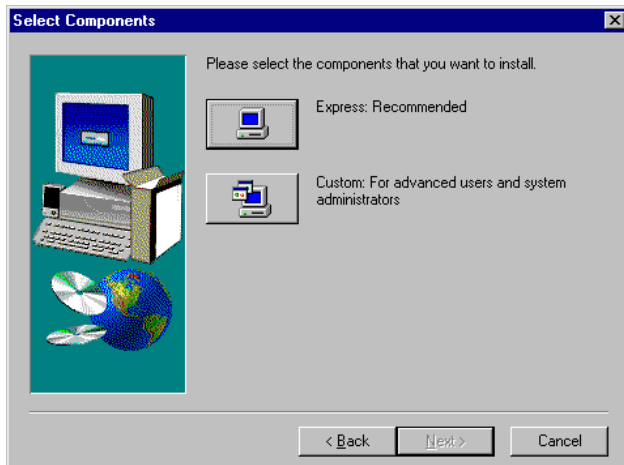 Select Components
Please select the components that you want to install.
Express: Recommended
Custom: For advanced users and system
administrators
< Back
Next >
Cancel